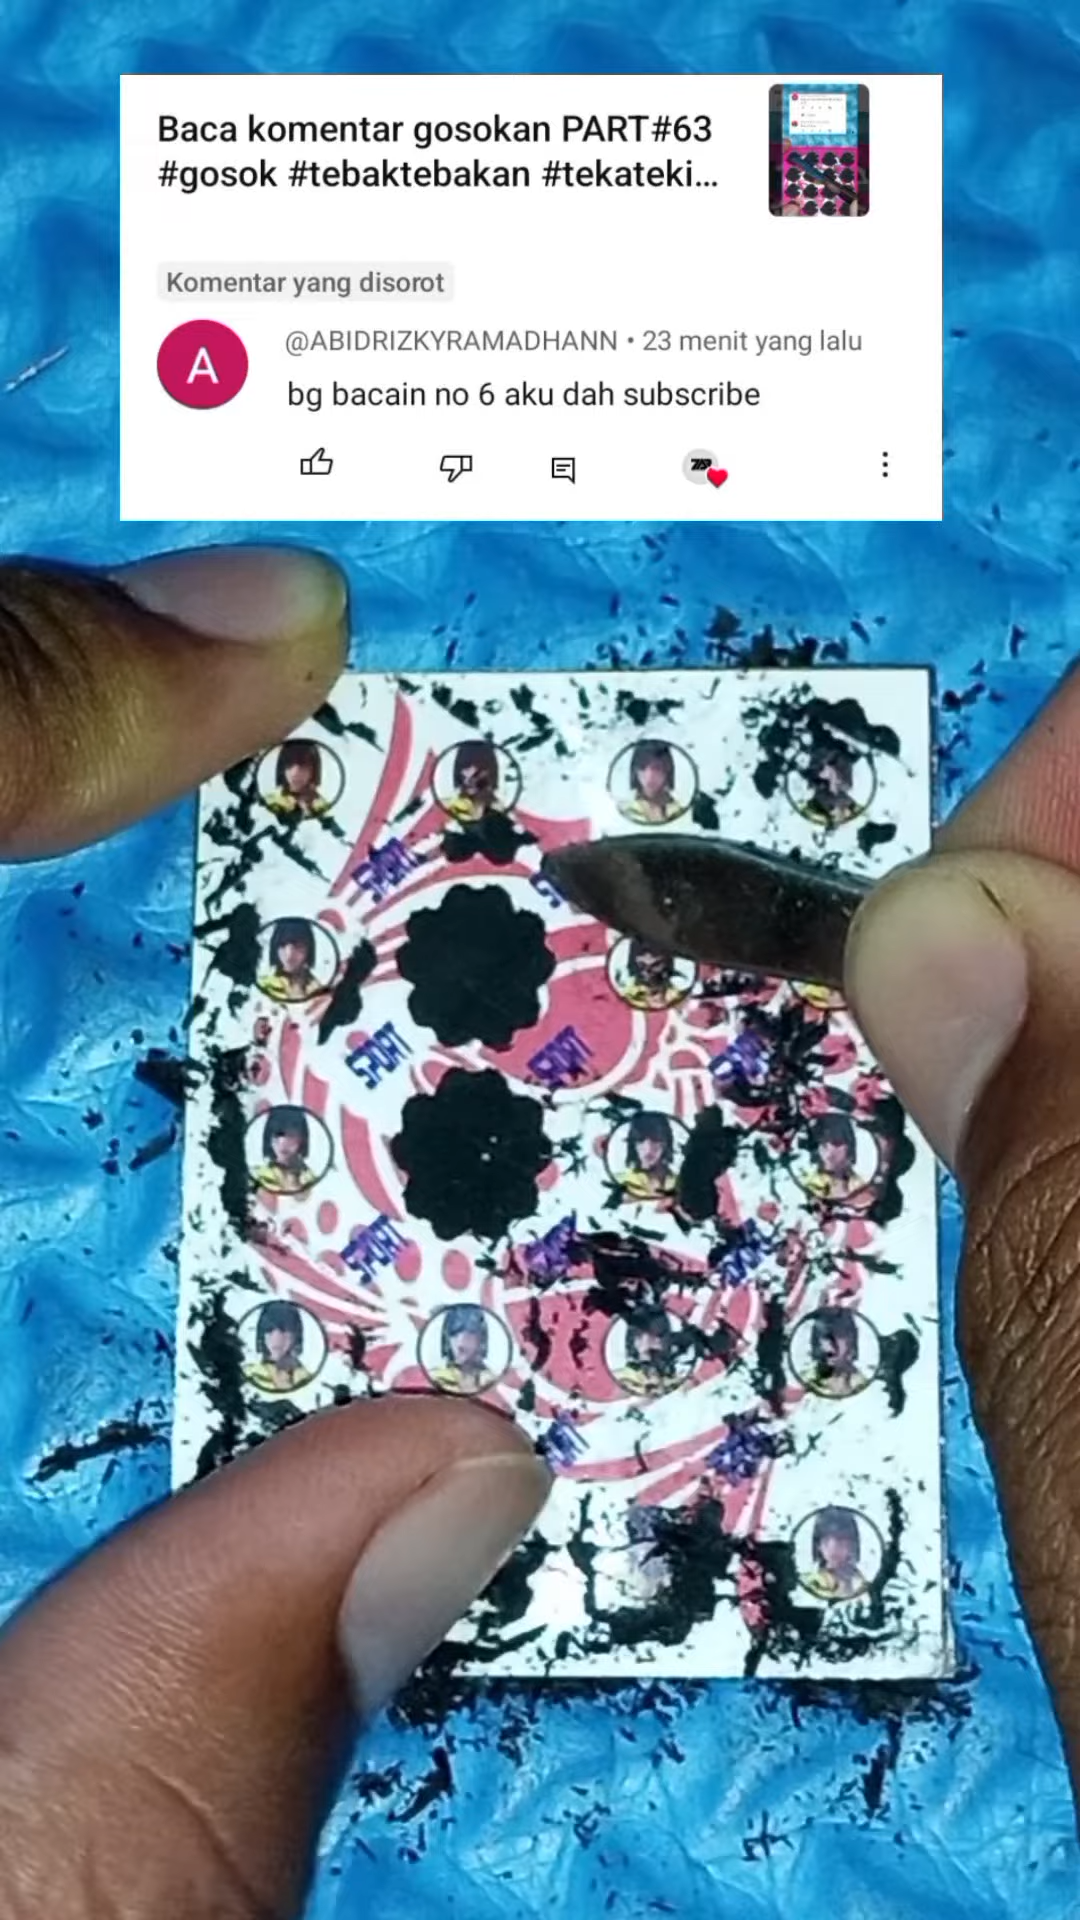 Baca komentar gosokan PART#63
#gosok #tebaktebakan #tekateki...
Komentar yang disorot
A
@ABIDRIZKYRAMADHANN • 23 menit yang lalu
bg bacain no 6 aku dah subscribe
SPORT
SPORT
SPORT
SPORT
SPORT